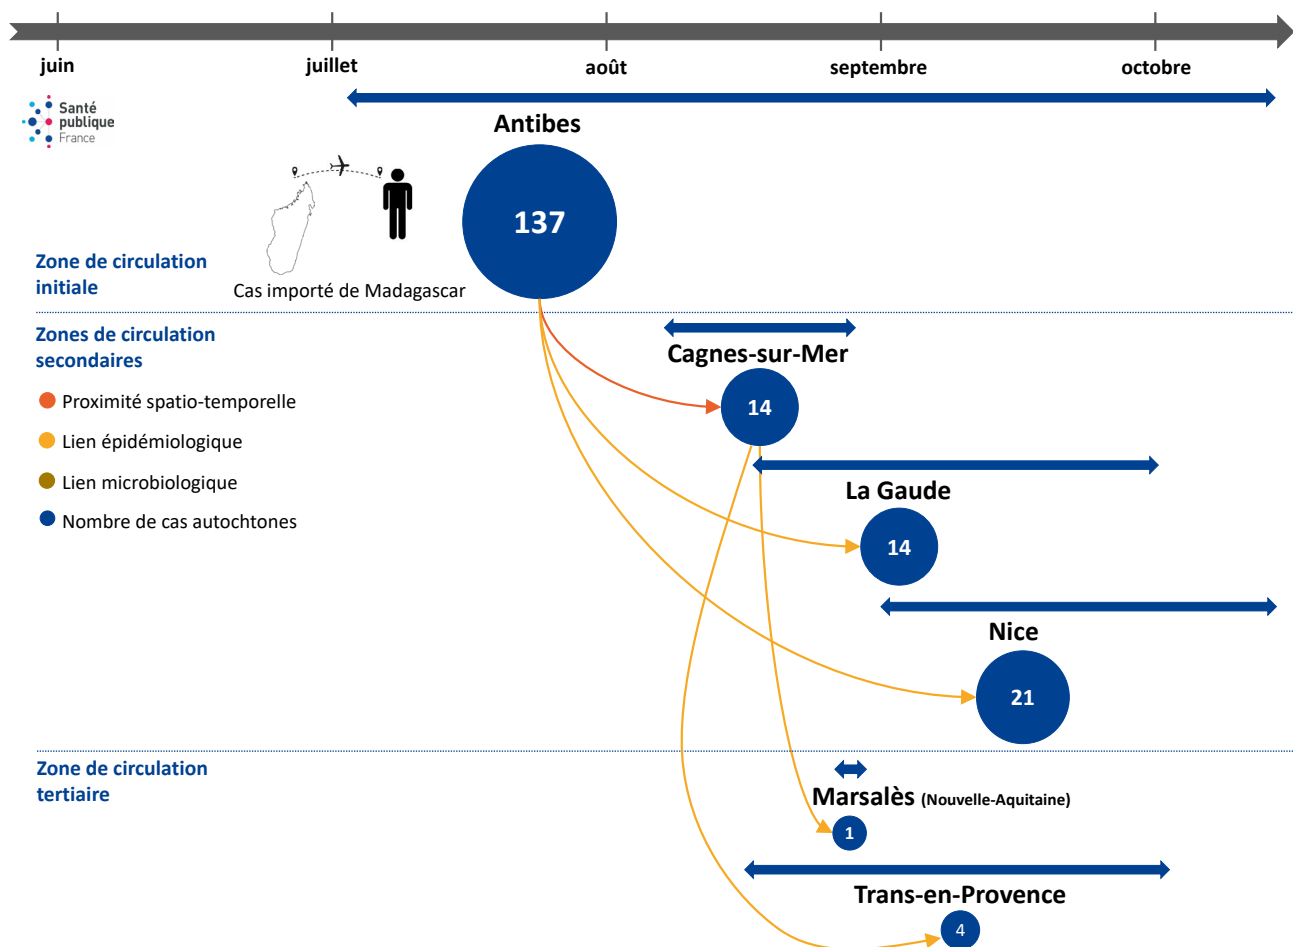 juin
juillet
août
septembre
octobre
Santé
publique
France
Antibes
137
Zone de circulation
initiale
Cas importé de Madagascar
Zones de circulation
secondaires
Proximité spatio-temporelle
Lien épidémiologique
Lien microbiologique
Nombre de cas autochtones
Cagnes-sur-Mer
14
La Gaude
14
Nice
21
Zone de circulation
tertiaire
Marsalès (Nouvelle-Aquitaine)
1
Trans-en-Provence
4